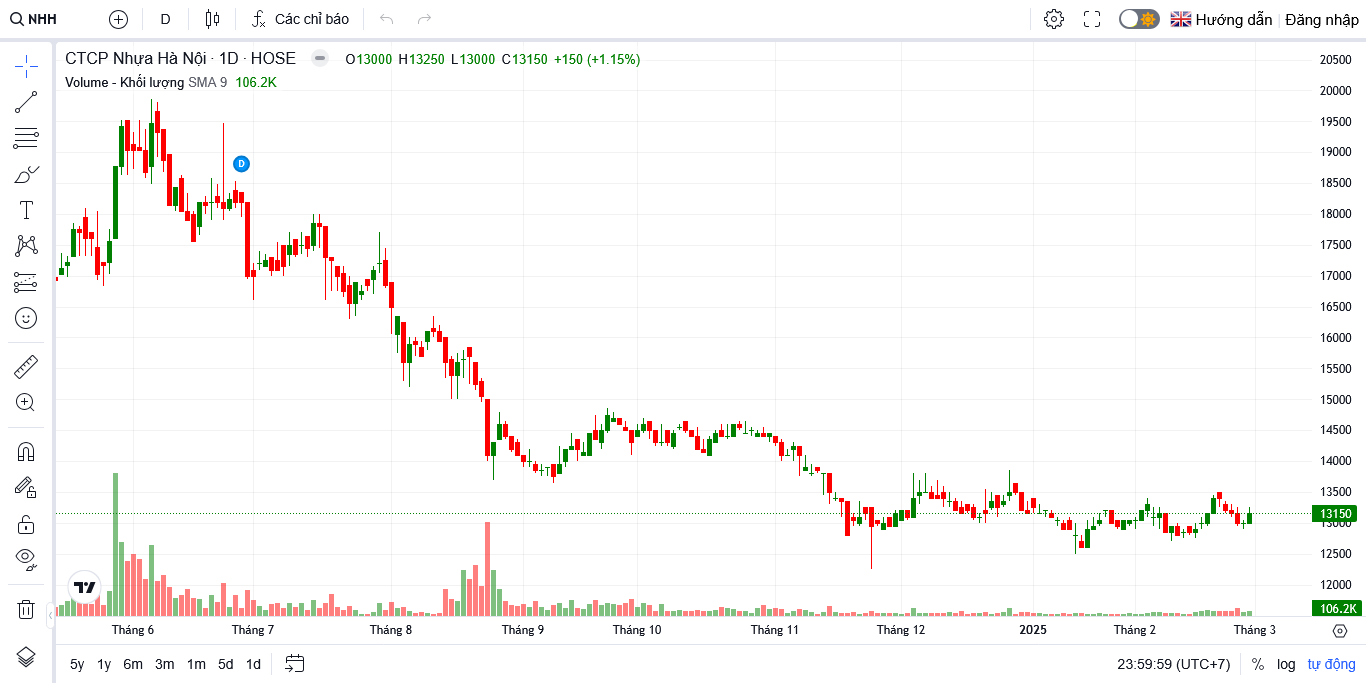 NHH D Các chỉ báo Hướng dẫn Đăng nhập
CTCP Nhựa Hà Nội · 1D · HOSE O13000 H13250 L13000 C13150 +150 (+1.15%)
Volume - Khối lượng SMA 9 106.2K
D
20500
20000
19500
19000
18500
18000
17500
17000
16500
16000
15500
15000
14500
14000
13500
13150
13000
12500
12000
106.2K
Tháng 6 Tháng 7 Tháng 8 Tháng 9 Tháng 10 Tháng 11 Tháng 12 2025 Tháng 2 Tháng 3
5y 1y 6m 3m 1m 5d 1d 23:59:59 (UTC+7) % log tự động